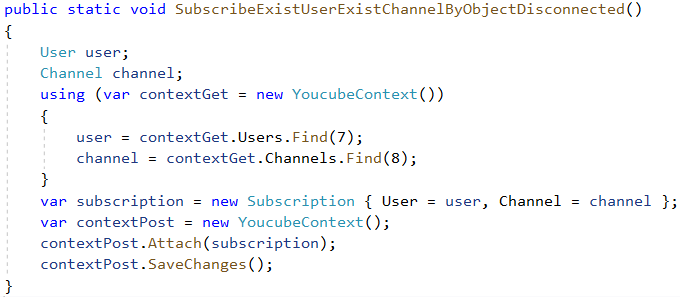 public static void SubscribeExistUserExistChannelByObjectDisconnected()
{
    User user;
    Channel channel;
    using (var contextGet = new YoucubeContext())
    {
        user = contextGet.Users.Find(7);
        channel = contextGet.Channels.Find(8);
    }
    var subscription = new Subscription { User = user, Channel = channel };
    var contextPost = new YoucubeContext();
    contextPost.Attach(subscription);
    contextPost.SaveChanges();
}